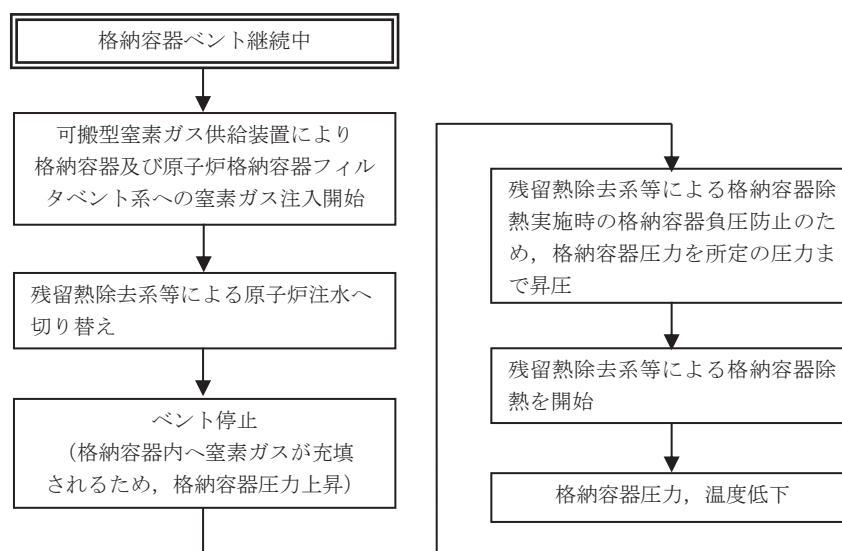 格納容器ベント継続中
可搬型窒素ガス供給装置により
格納容器及び原子炉格納容器フィル
タベント系への窒素ガス注入開始
残留熱除去系等による原子炉注水へ
切り替え
ベント停止
（格納容器内へ窒素ガスが充填
されるため，格納容器圧力上昇）
残留熱除去系等による格納容器除
熱実施時の格納容器負圧防止のた
め，格納容器圧力を所定の圧力ま
で昇圧
残留熱除去系等による格納容器除
熱を開始
格納容器圧力，温度低下